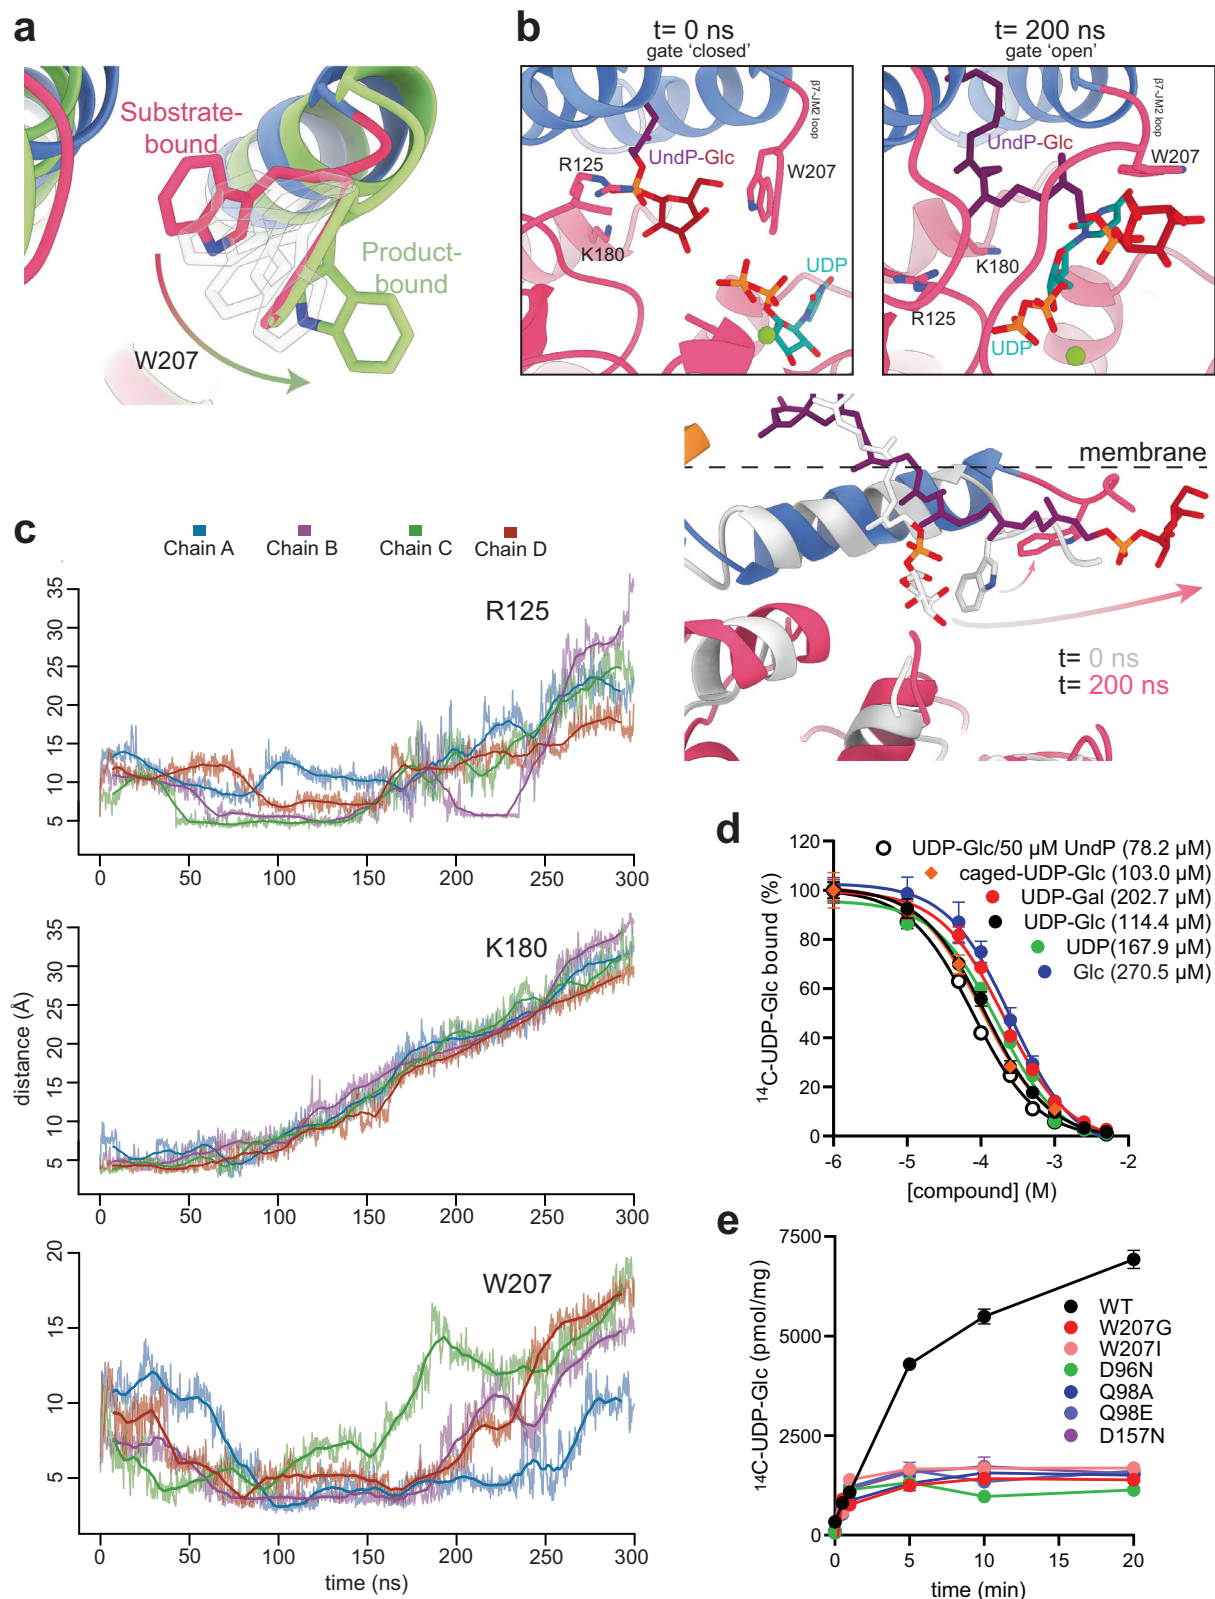 a
Substrate-
bound
Product-
bound
W207
b
t= 0 ns
gate 'closed'
t= 200 ns
gate 'open'
β7-JM2 loop
UndP-Glc
R125
W207
K180
UDP
β7-JM2 loop
UndP-Glc
W207
K180
R125
UDP
membrane
t= 0 ns
t= 200 ns
c
Chain A
Chain B
Chain C
Chain D
R125
35
30
25
20
15
10
5
0
50
100
150
200
250
300
K180
distance (Å)
35
30
25
20
15
10
5
0
50
100
150
200
250
300
W207
20
15
10
5
0
50
100
150
200
250
300
time (ns)
d
14C-UDP-Glc bound (%)
120
100
80
60
40
20
0
-6
-5
-4
-3
-2
[compound] (M)
UDP-Glc/50 µM UndP (78.2 µM)
caged-UDP-Glc (103.0 µM)
UDP-Gal (202.7 µM)
UDP-Glc (114.4 µM)
UDP(167.9 µM)
Glc (270.5 µM)
e
14C-UDP-Glc (pmol/mg)
7500
5000
2500
0
0
5
10
20
time (min)
WT
W207G
W207I
D96N
Q98A
Q98E
D157N